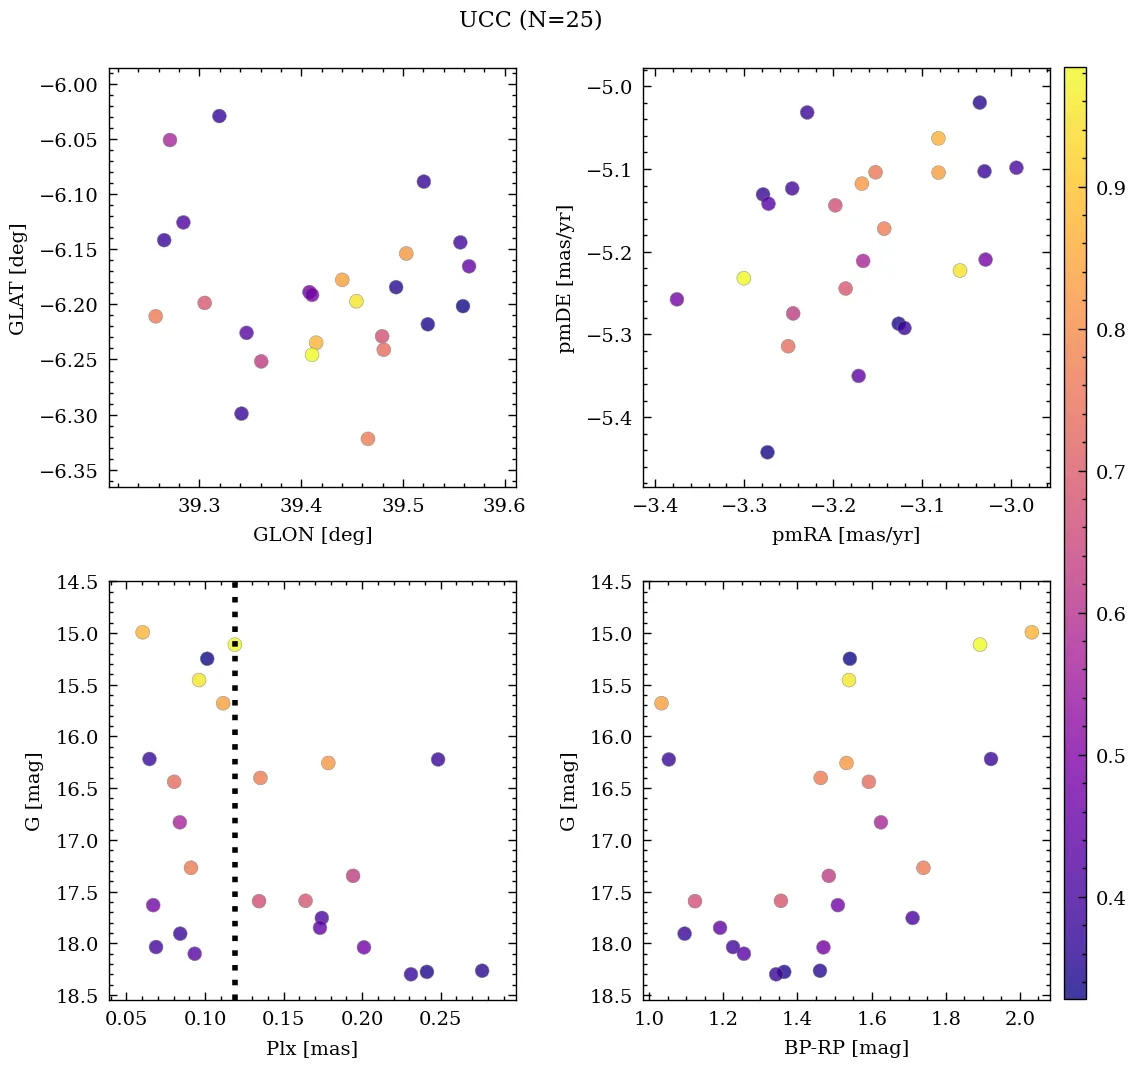 UCC (N=25)
−6.00
−6.05
−6.10
−6.15
−6.20
−6.25
−6.30
−6.35
GLAT [deg]
39.3 39.4 39.5 39.6
GLON [deg]
−5.0
−5.1
−5.2
−5.3
−5.4
pmDE [mas/yr]
−3.4 −3.3 −3.2 −3.1 −3.0
pmRA [mas/yr]
14.5
15.0
15.5
16.0
16.5
17.0
17.5
18.0
18.5
G [mag]
0.05 0.10 0.15 0.20 0.25
Plx [mas]
14.5
15.0
15.5
16.0
16.5
17.0
17.5
18.0
18.5
G [mag]
1.0 1.2 1.4 1.6 1.8 2.0
BP-RP [mag]
0.9
0.8
0.7
0.6
0.5
0.4